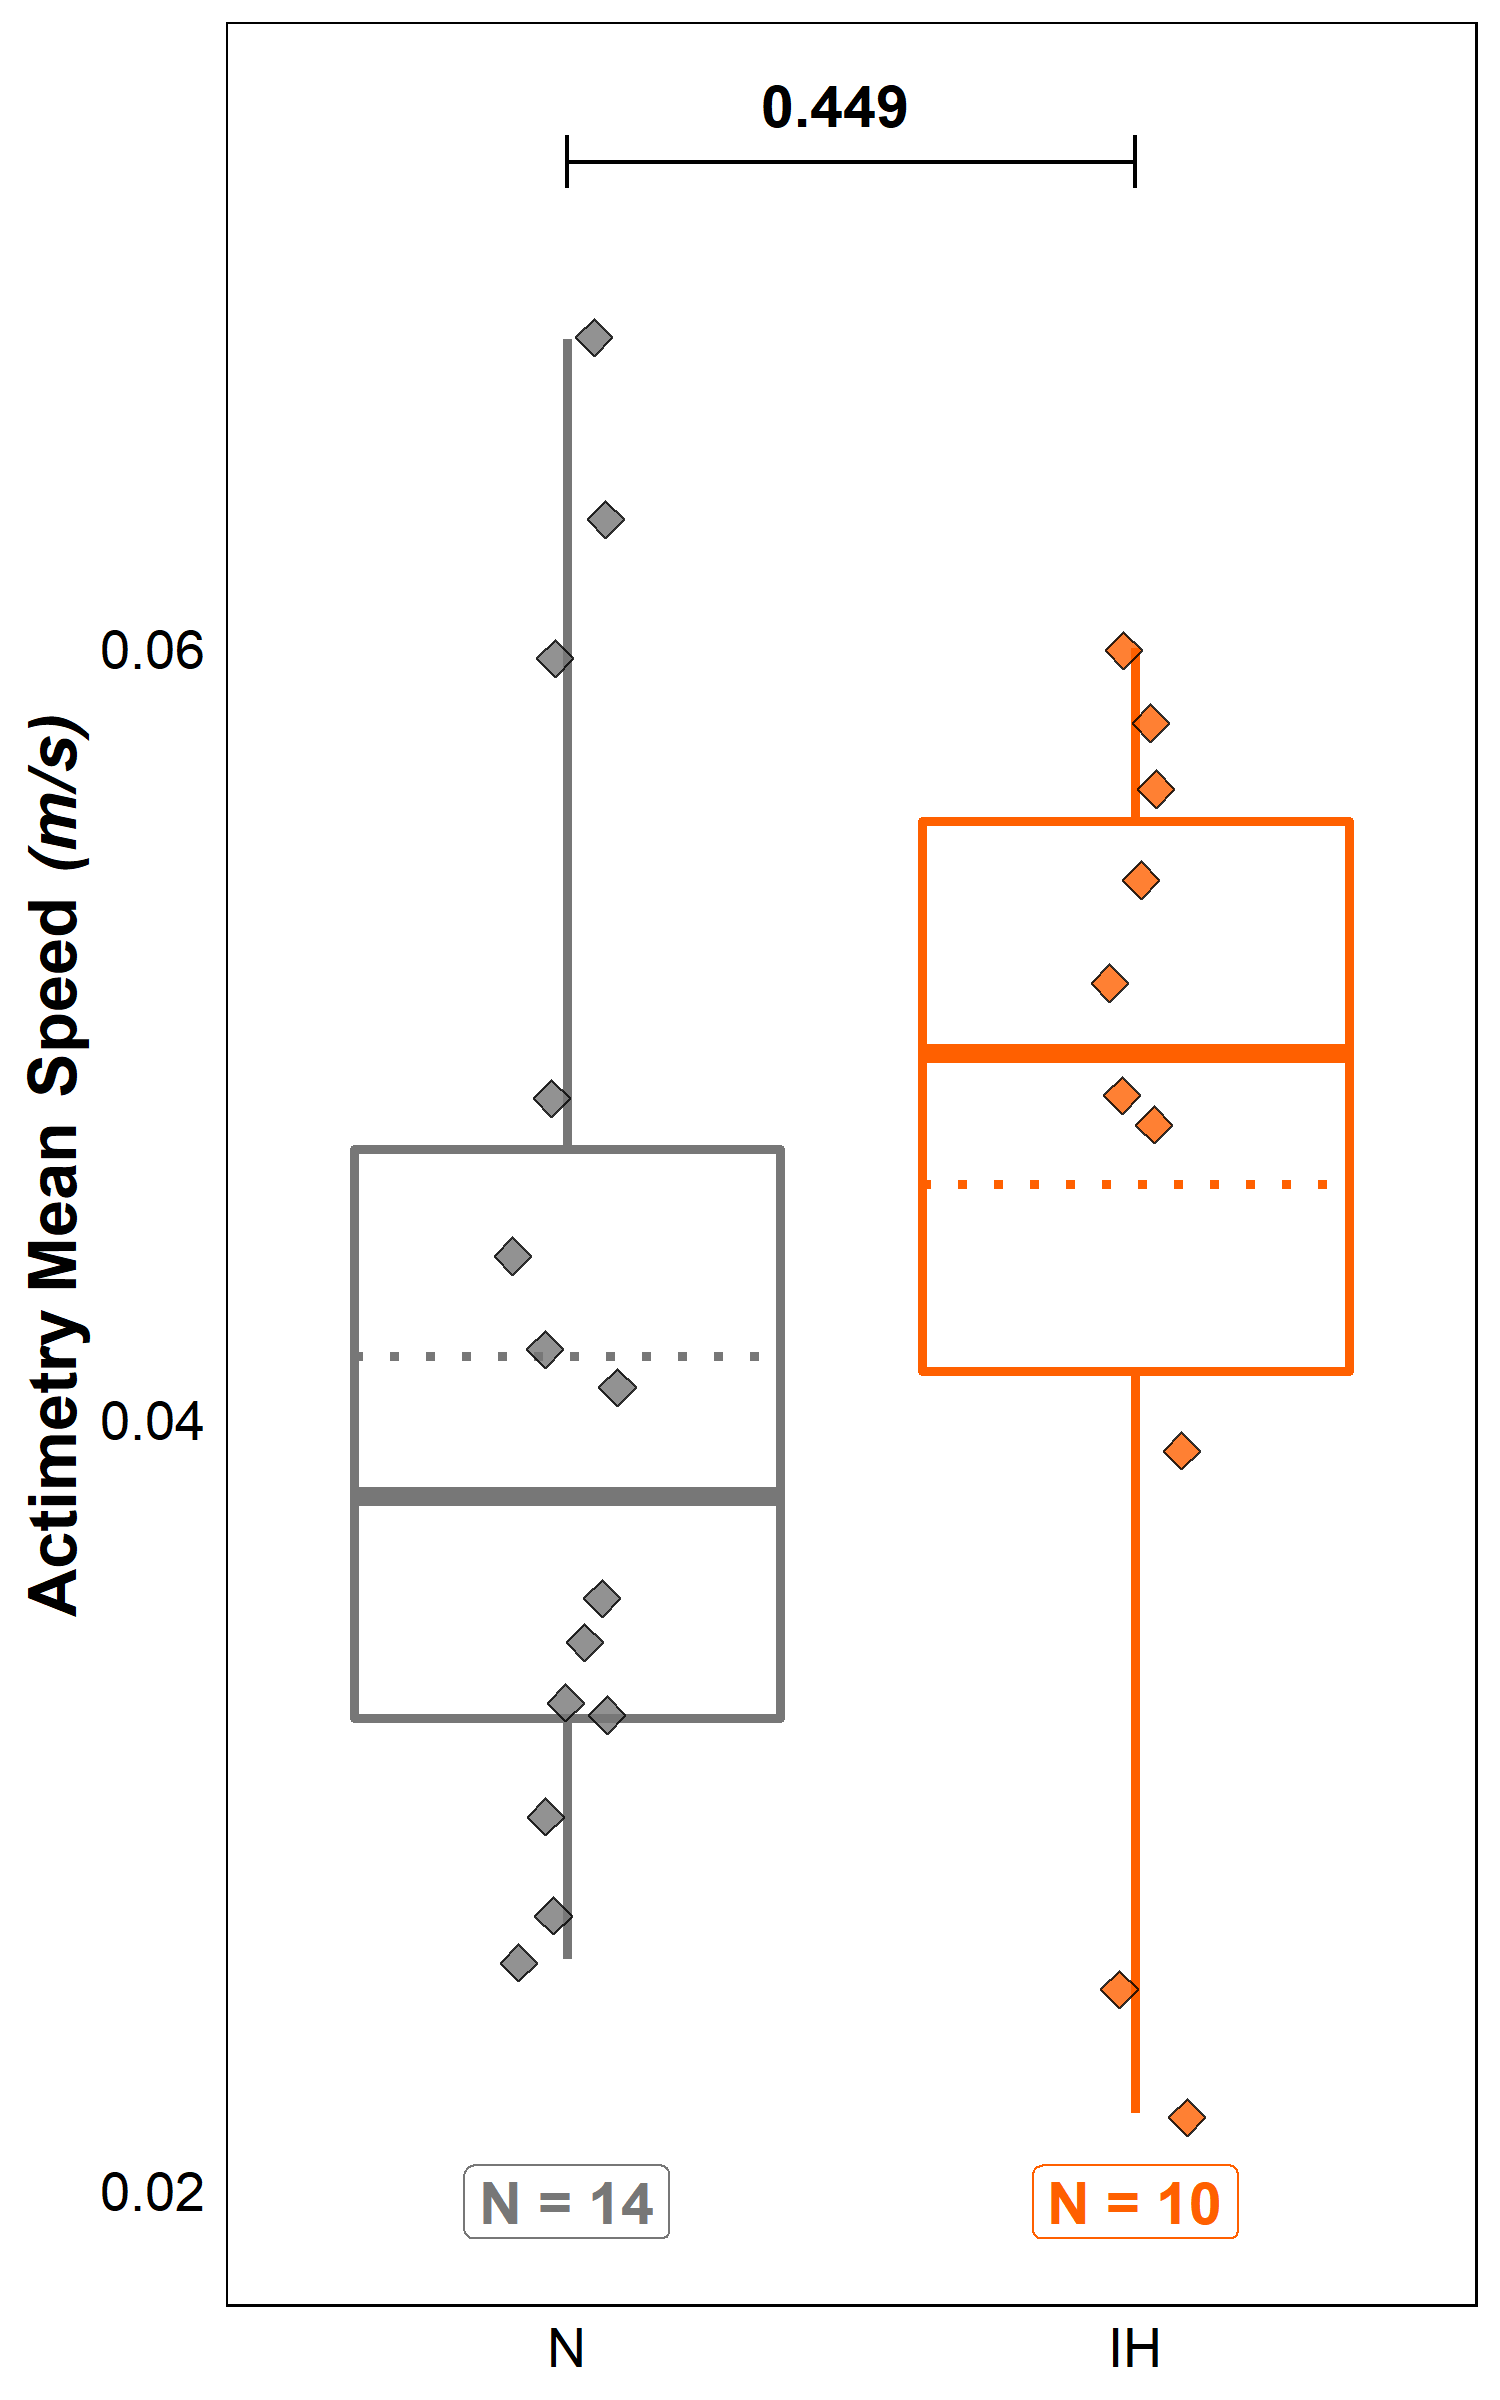 0.449
0.06
0.04
0.02
Actimetry Mean Speed (m/s)
N = 14
N = 10
N
IH